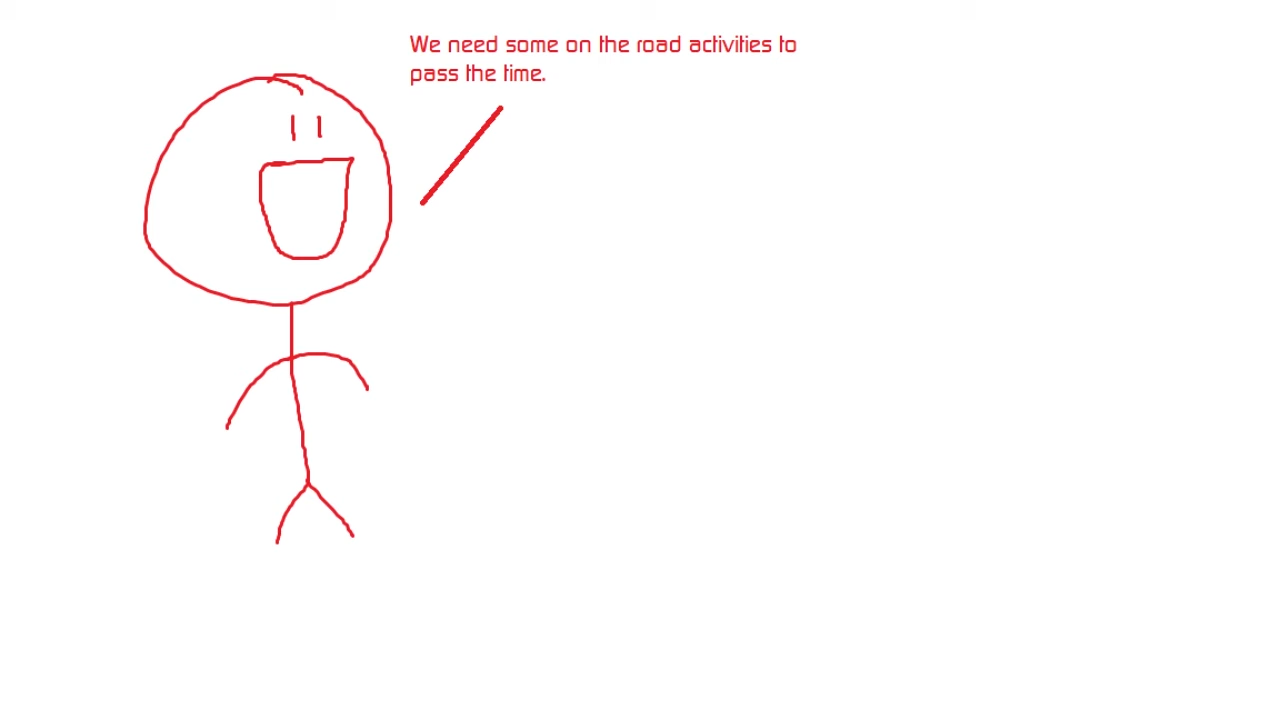 We need some on the road activities to
pass the time.